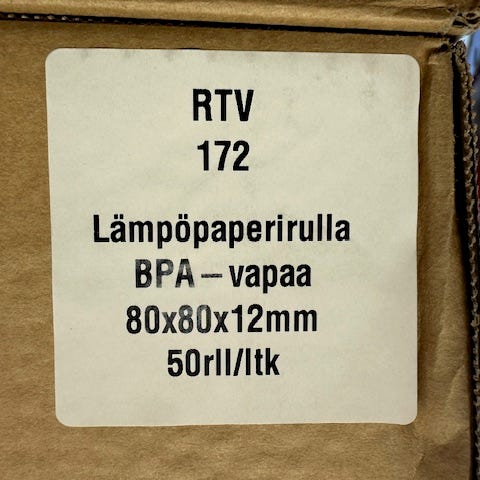 RTV
172
Lämpöpaperirulla
BPA – vapaa
80x80x12mm
50rll/ltk